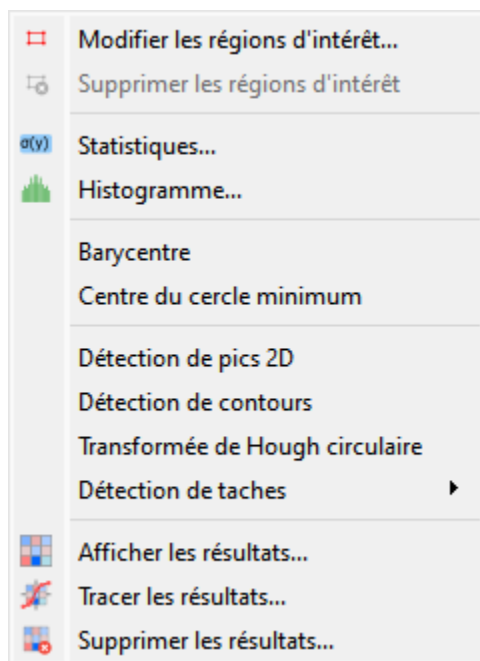 Modifier les régions d'intérêt...
Supprimer les régions d'intérêt
σ(y) Statistiques...
Histogramme...
Barycentre
Centre du cercle minimum
Détection de pics 2D
Détection de contours
Transformée de Hough circulaire
Détection de taches
Afficher les résultats...
Tracer les résultats...
Supprimer les résultats...